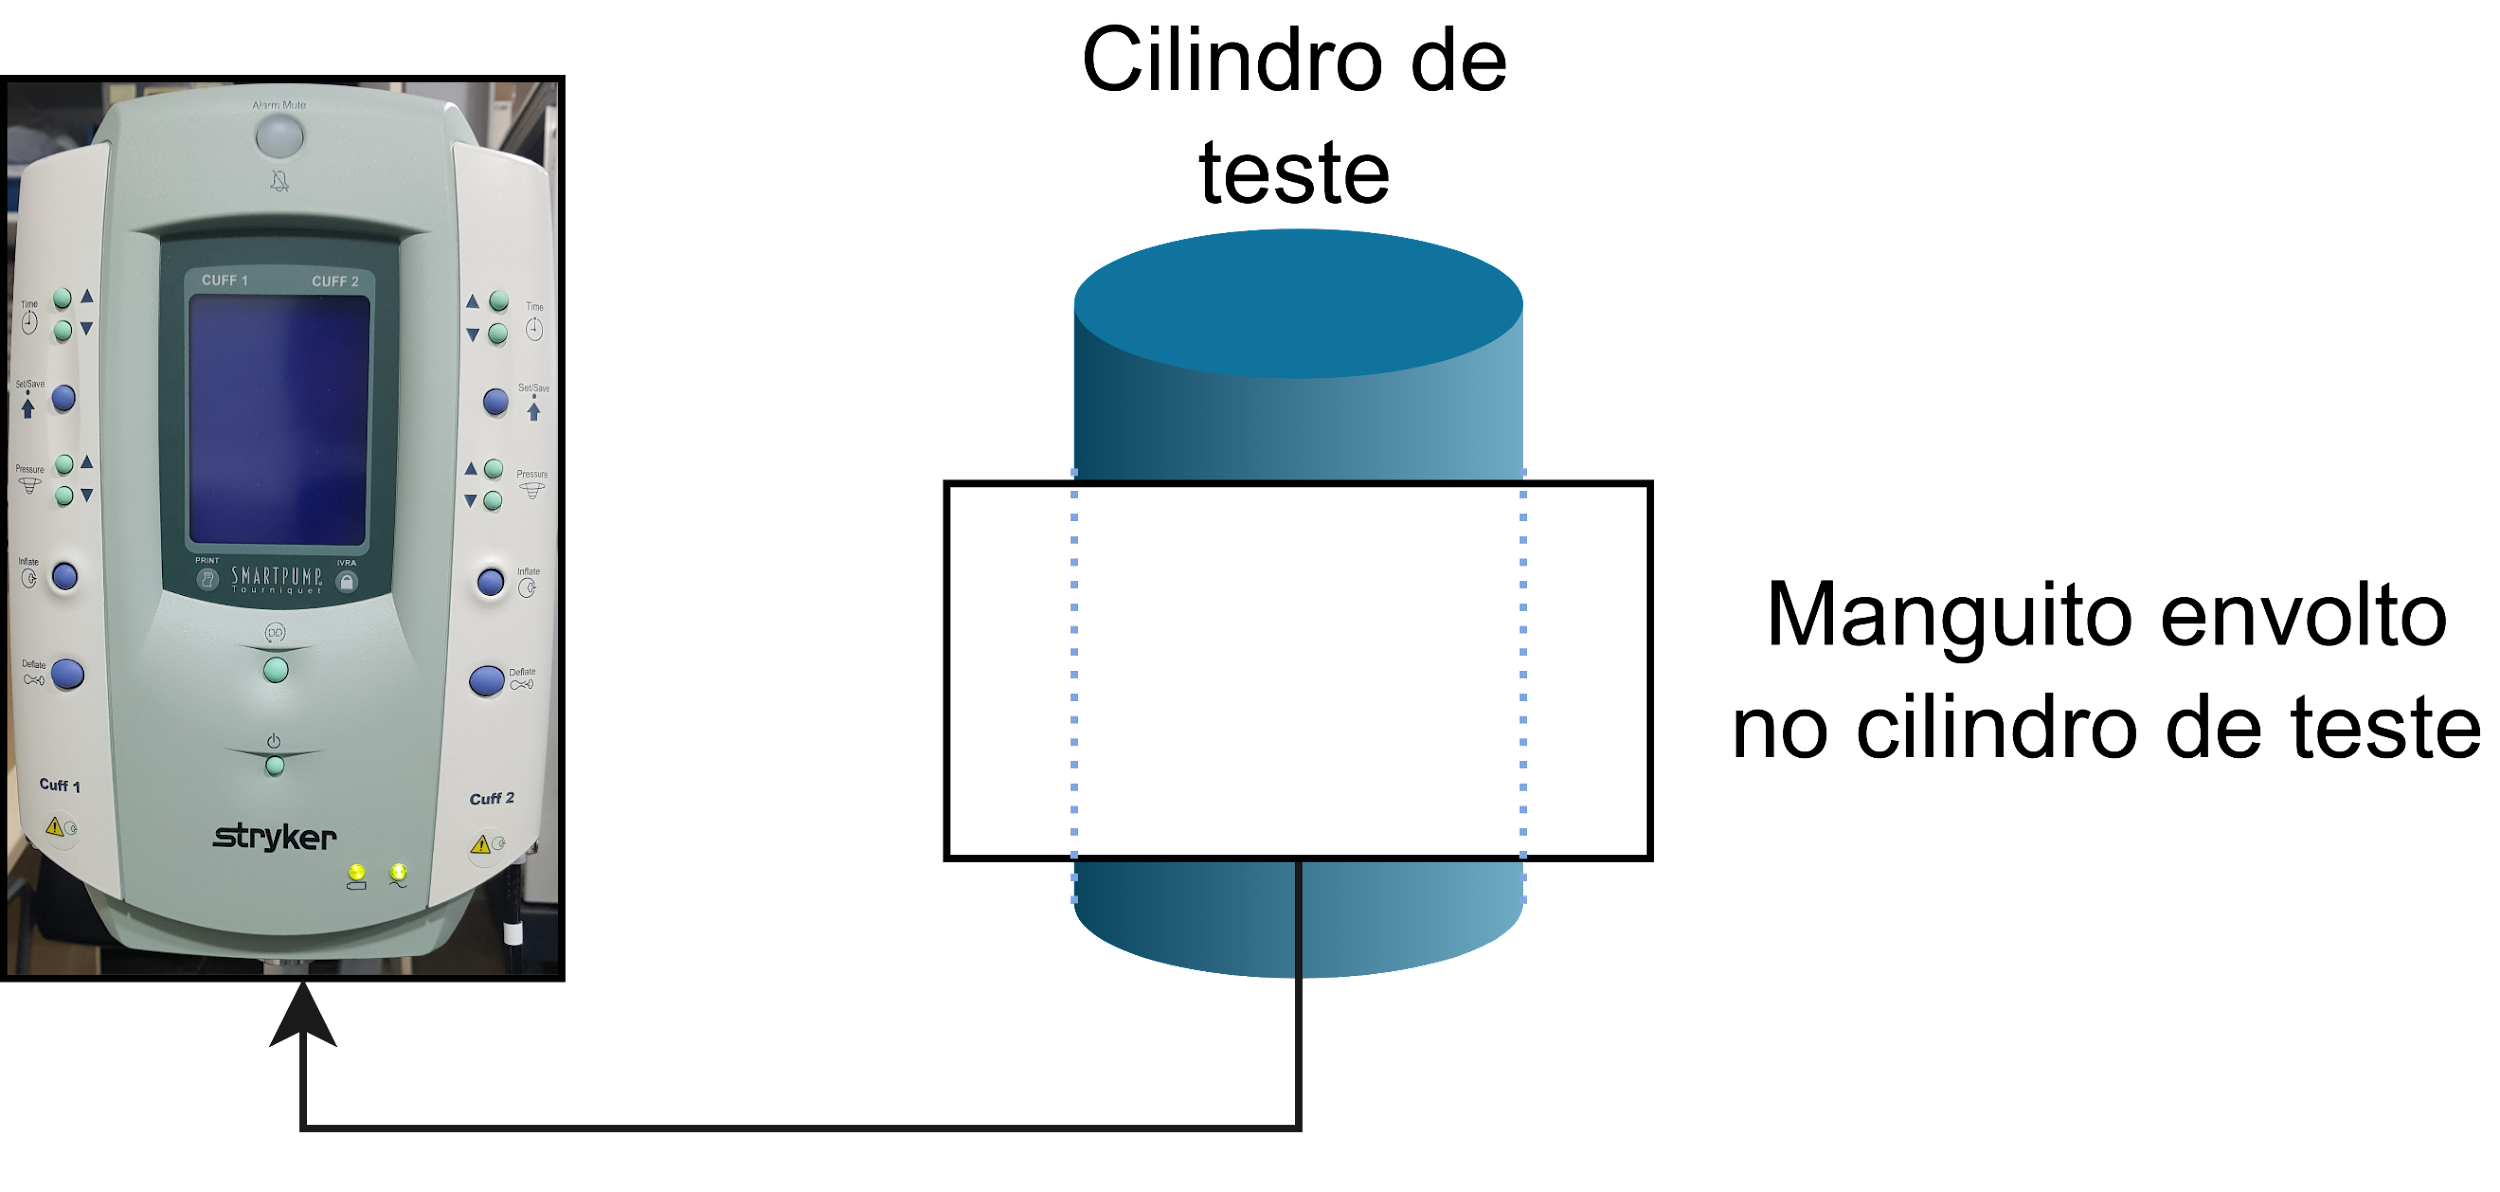 Cilindro de
teste
Alarm Mute
CUFF 1
CUFF 2
Time
Time
Set/Save
Set/Save
Pressure
Pressure
Inflate
Inflate
PRINT
SMARTPUMP
Tourniquet
IVRA
Deflate
Deflate
Cuff 1
Cuff 2
stryker
Manguito envolto
no cilindro de teste